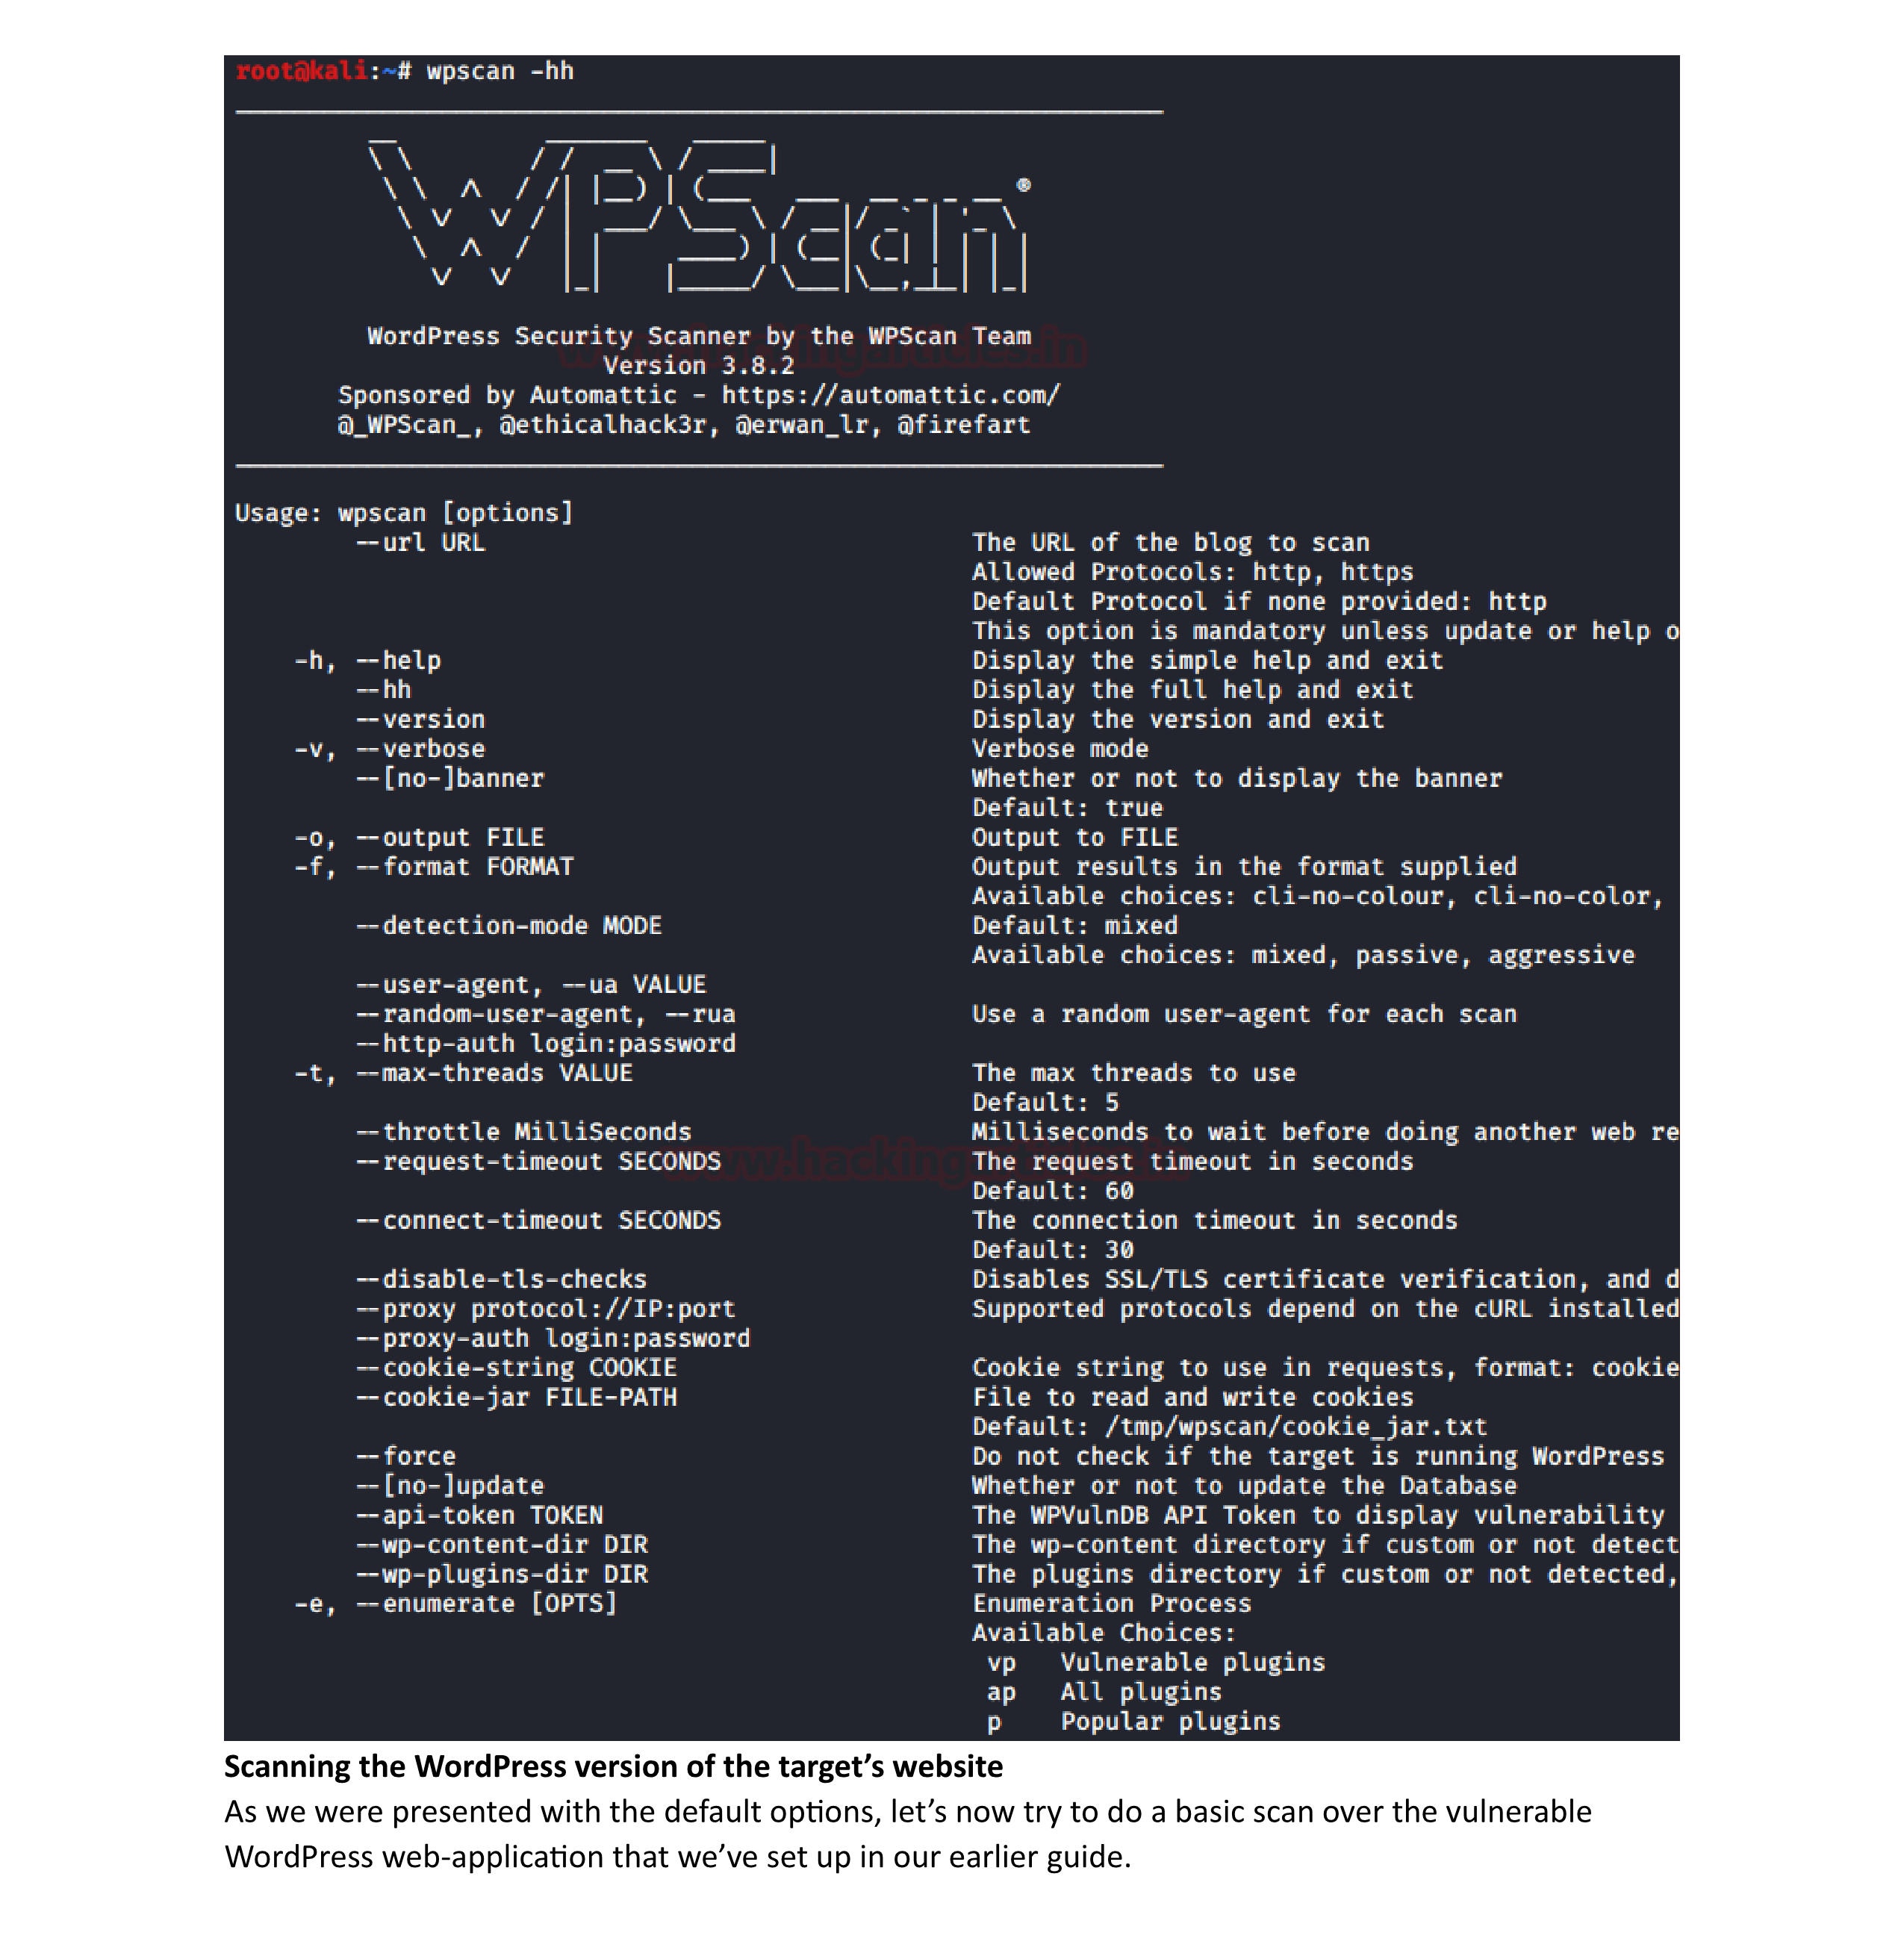 root@kali:~# wpscan -hh
WPScan ®
WordPress Security Scanner by the WPScan Team
Version 3.8.2
Sponsored by Automattic - https://automattic.com/
@_WPScan_, @ethicalhack3r, @erwan_lr, @firefart
Usage: wpscan [options]
--url URL The URL of the blog to scan
Allowed Protocols: http, https
Default Protocol if none provided: http
This option is mandatory unless update or help o
-h, --help Display the simple help and exit
--hh Display the full help and exit
--version Display the version and exit
-v, --verbose Verbose mode
--[no-]banner Whether or not to display the banner
Default: true
-o, --output FILE Output to FILE
-f, --format FORMAT Output results in the format supplied
Available choices: cli-no-colour, cli-no-color,
--detection-mode MODE Default: mixed
Available choices: mixed, passive, aggressive
--user-agent, --ua VALUE
--random-user-agent, --rua Use a random user-agent for each scan
--http-auth login:password
-t, --max-threads VALUE The max threads to use
Default: 5
--throttle MilliSeconds Milliseconds to wait before doing another web re
--request-timeout SECONDS The request timeout in seconds
Default: 60
--connect-timeout SECONDS The connection timeout in seconds
Default: 30
--disable-tls-checks Disables SSL/TLS certificate verification, and d
--proxy protocol://IP:port Supported protocols depend on the cURL installed
--proxy-auth login:password
--cookie-string COOKIE Cookie string to use in requests, format: cookie
--cookie-jar FILE-PATH File to read and write cookies
Default: /tmp/wpscan/cookie_jar.txt
--force Do not check if the target is running WordPress
--[no-]update Whether or not to update the Database
--api-token TOKEN The WPVulnDB API Token to display vulnerability
--wp-content-dir DIR The wp-content directory if custom or not detect
--wp-plugins-dir DIR The plugins directory if custom or not detected,
-e, --enumerate [OPTS] Enumeration Process
Available Choices:
vp Vulnerable plugins
ap All plugins
p Popular plugins
Scanning the WordPress version of the target’s website
As we were presented with the default options, let’s now try to do a basic scan over the vulnerable
WordPress web-application that we’ve set up in our earlier guide.